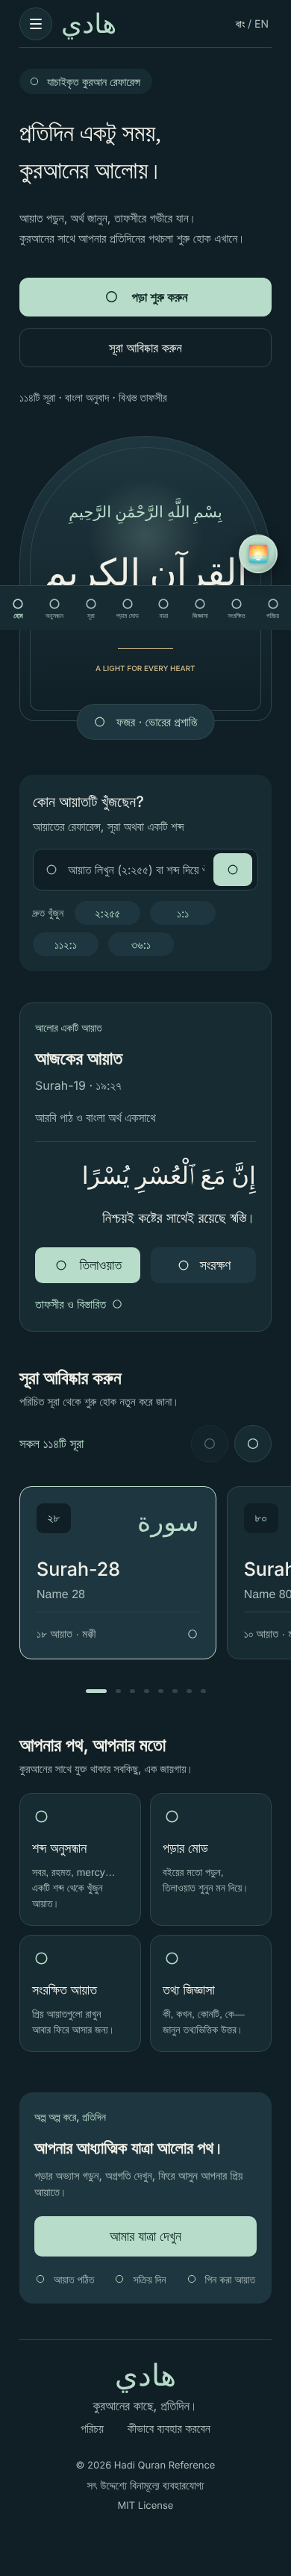 هادي
বাং / EN
যাচাইকৃত কুরআন রেফারেন্স
প্রতিদিন একটু সময়,
কুরআনের আলোয়।
আয়াত পড়ুন, অর্থ জানুন, তাফসীরে গভীরে যান।
কুরআনের সাথে আপনার প্রতিদিনের পথচলা শুরু হোক এখানে।
পড়া শুরু করুন
সূরা আবিষ্কার করুন
১১৪টি সূরা · বাংলা অনুবাদ · বিশ্বস্ত তাফসীর
بِسْمِ اللَّهِ الرَّحْمَٰنِ الرَّحِيمِ
القرآن الكريم
হোম
অনুসন্ধান
সূরা
পড়ার মোড
যাত্রা
জিজ্ঞাসা
সংরক্ষিত
পরিচয়
A LIGHT FOR EVERY HEART
ফজর · ভোরের প্রশান্তি
কোন আয়াতটি খুঁজছেন?
আয়াতের রেফারেন্স, সূরা অথবা একটি শব্দ
আয়াত লিখুন (২:২৫৫) বা শব্দ দিয়ে
দ্রুত খুঁজুন
২:২৫৫
১:১
১১২:১
৩৬:১
আলোর একটি আয়াত
আজকের আয়াত
Surah-19 · ১৯:২৭
আরবি পাঠ ও বাংলা অর্থ একসাথে
إِنَّ مَعَ ٱلْعُسْرِ يُسْرًا
নিশ্চয়ই কষ্টের সাথেই রয়েছে স্বস্তি।
তিলাওয়াত
সংরক্ষণ
তাফসীর ও বিস্তারিত
সূরা আবিষ্কার করুন
পরিচিত সূরা থেকে শুরু হোক নতুন করে জানা।
সকল ১১৪টি সূরা
২৮
سورة
Surah-28
Name 28
১৮ আয়াত · মক্কী
৮০
Surah
Name 80
১০ আয়াত ·
আপনার পথ, আপনার মতো
কুরআনের সাথে যুক্ত থাকার সবকিছু, এক জায়গায়।
শব্দ অনুসন্ধান
সবর, রহমত, mercy…
একটি শব্দ থেকে খুঁজুন
আয়াত।
পড়ার মোড
বইয়ের মতো পড়ুন,
তিলাওয়াত শুনুন মন দিয়ে।
সংরক্ষিত আয়াত
প্রিয় আয়াতগুলো রাখুন
আবার ফিরে আসার জন্য।
তথ্য জিজ্ঞাসা
কী, কখন, কোনটি, কে—
জানুন তথ্যভিত্তিক উত্তর।
অল্প অল্প করে, প্রতিদিন
আপনার আধ্যাত্মিক যাত্রা আলোর পথ।
পড়ার অভ্যাস গড়ুন, অগ্রগতি দেখুন, ফিরে আসুন আপনার প্রিয়
আয়াতে।
আমার যাত্রা দেখুন
আয়াত পঠিত
সক্রিয় দিন
পিন করা আয়াত
هادي
কুরআনের কাছে, প্রতিদিন।
পরিচয়
কীভাবে ব্যবহার করবেন
© 2026 Hadi Quran Reference
সৎ উদ্দেশ্যে বিনামূল্যে ব্যবহারযোগ্য
MIT License